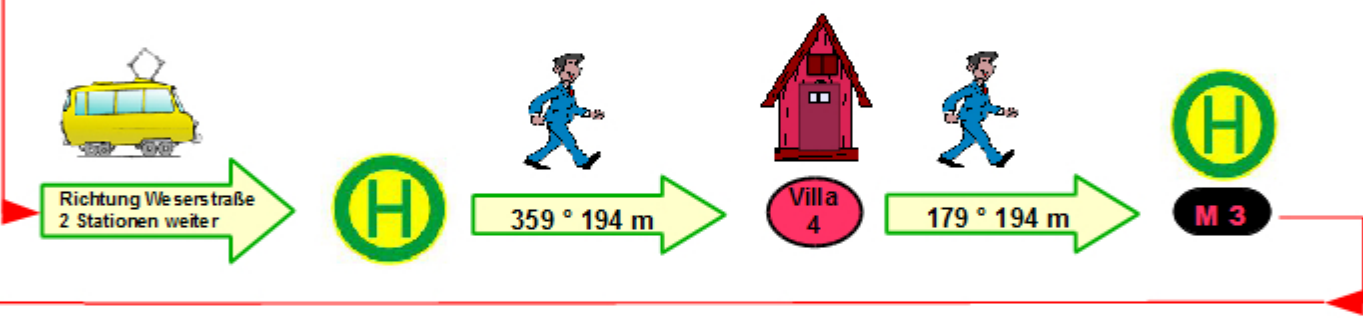 Richtung Weserstraße
2 Stationen weiter
H
359 ° 194 m
Villa
4
179 ° 194 m
H
M 3